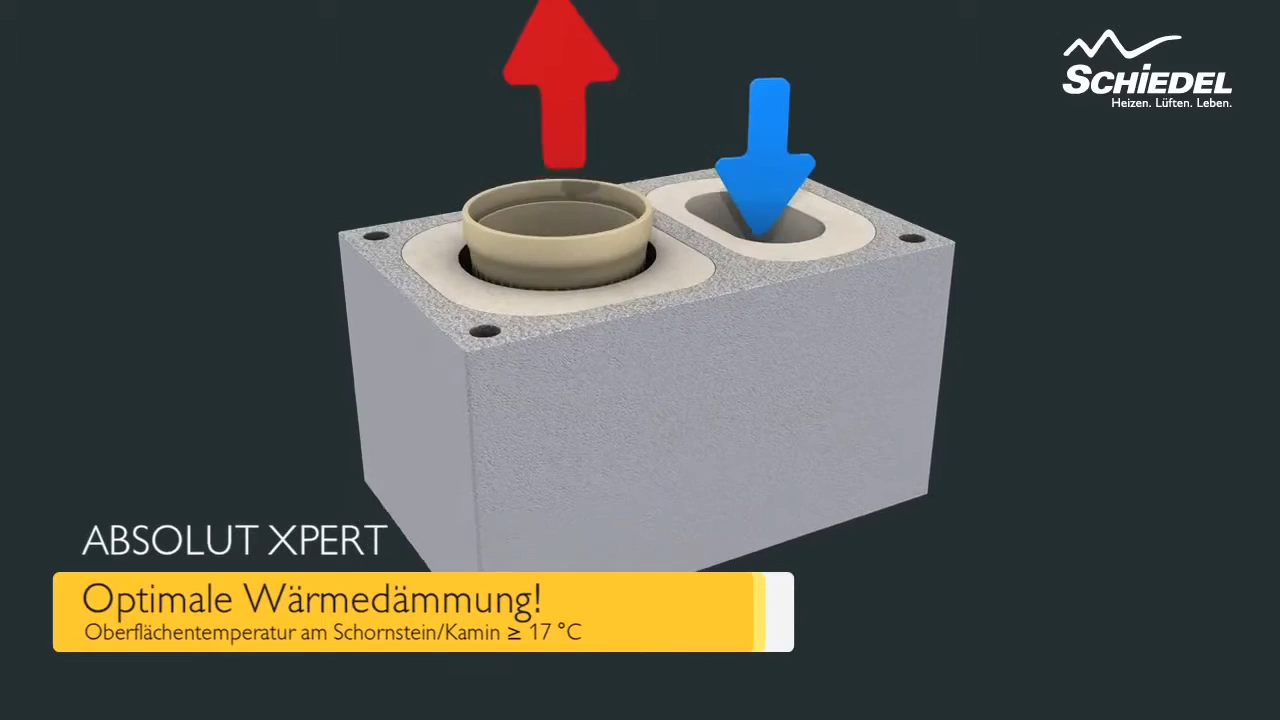 SCHIEDEL
Heizen. Lüften. Leben.
ABSOLUT XPERT
Optimale Wärmedämmung!
Oberflächentemperatur am Schornstein/Kamin ≥ 17 °C